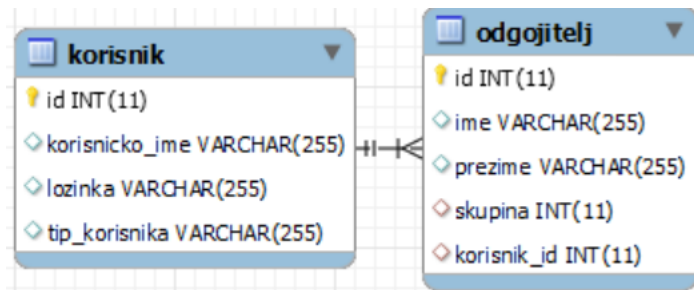 korisnik
id INT(11)
korisnicko_ime VARCHAR(255)
lozinka VARCHAR(255)
tip_korisnika VARCHAR(255)
odgojitelj
id INT(11)
ime VARCHAR(255)
prezime VARCHAR(255)
skupina INT(11)
korisnik_id INT(11)